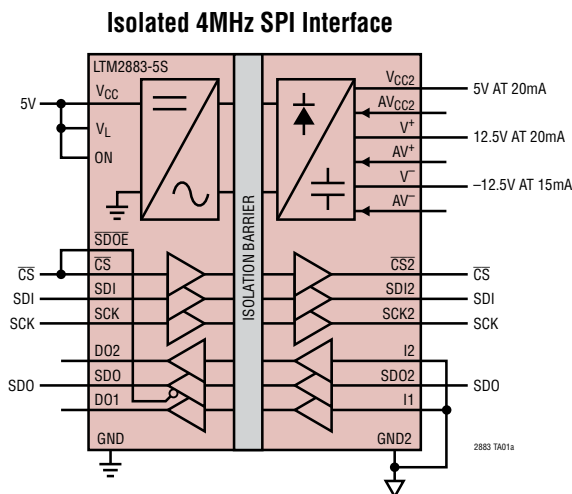 Isolated 4MHz SPI Interface
LTM2883-5S
5V
VCC
VL
ON
VCC2
5V AT 20mA
AVCC2
V+
12.5V AT 20mA
AV+
V–
–12.5V AT 15mA
AV–
ISOLATION BARRIER
SDOE
CS
CS
CS2
CS
SDI
SDI
SDI2
SDI
SCK
SCK
SCK2
SCK
DO2
I2
SDO
SDO
SDO2
SDO
DO1
I1
GND
GND2
2883 TA01a